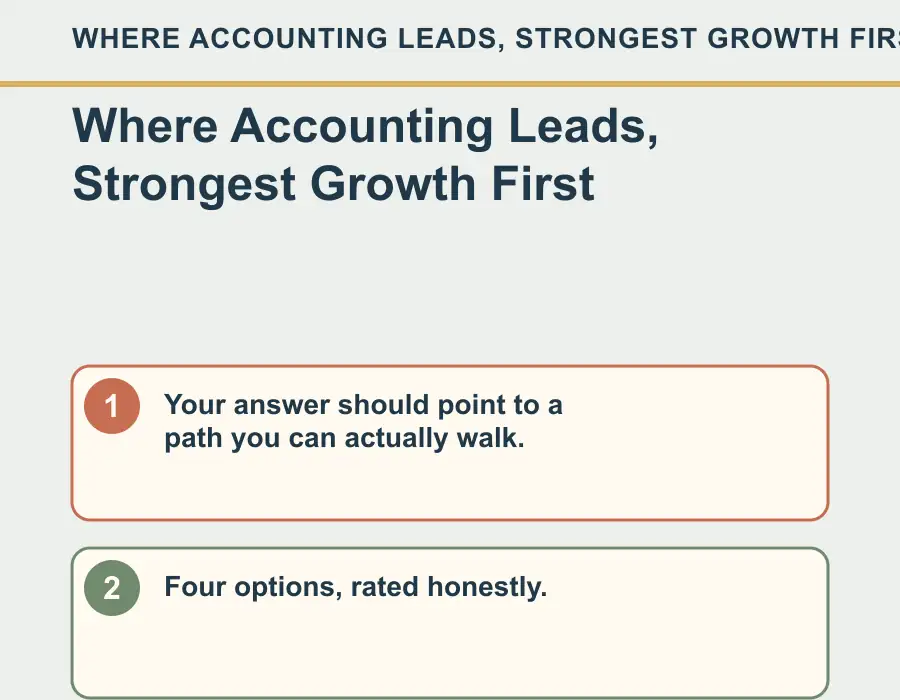 WHERE ACCOUNTING LEADS, STRONGEST GROWTH
Where Accounting Leads,
Strongest Growth First
1
Your answer should point to a
path you can actually walk.
2
Four options, rated honestly.